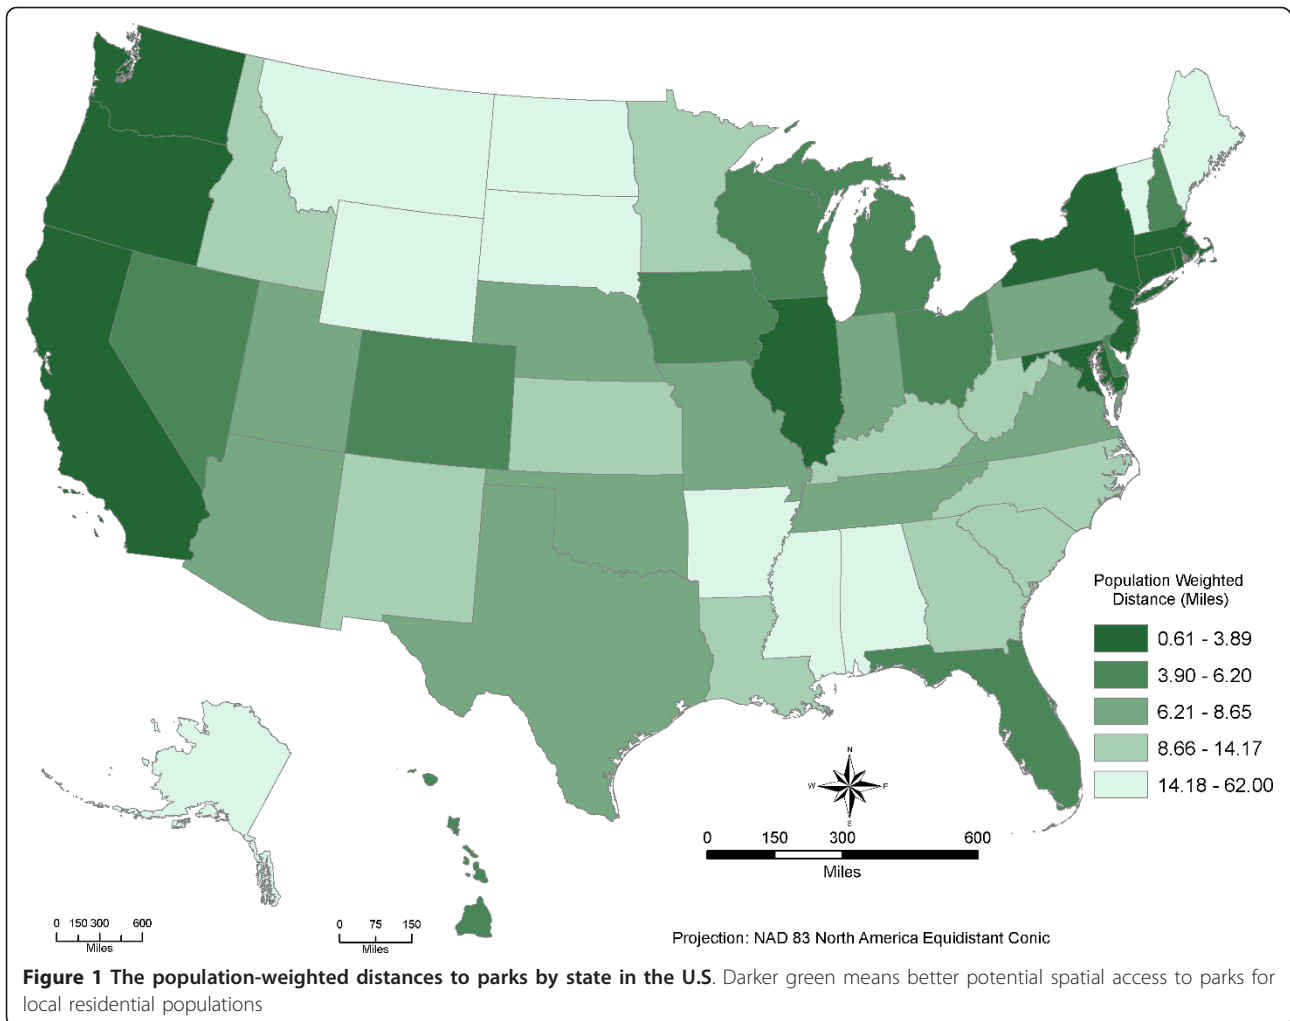 Population Weighted
Distance (Miles)
0.61 - 3.89
3.90 - 6.20
6.21 - 8.65
8.66 - 14.17
14.18 - 62.00
N
W
E
S
0 150 300 600
Miles
0 150 300 600
Miles
0 75 150
Miles
Projection: NAD 83 North America Equidistant Conic
Figure 1 The population-weighted distances to parks by state in the U.S. Darker green means better potential spatial access to parks for
local residential populations